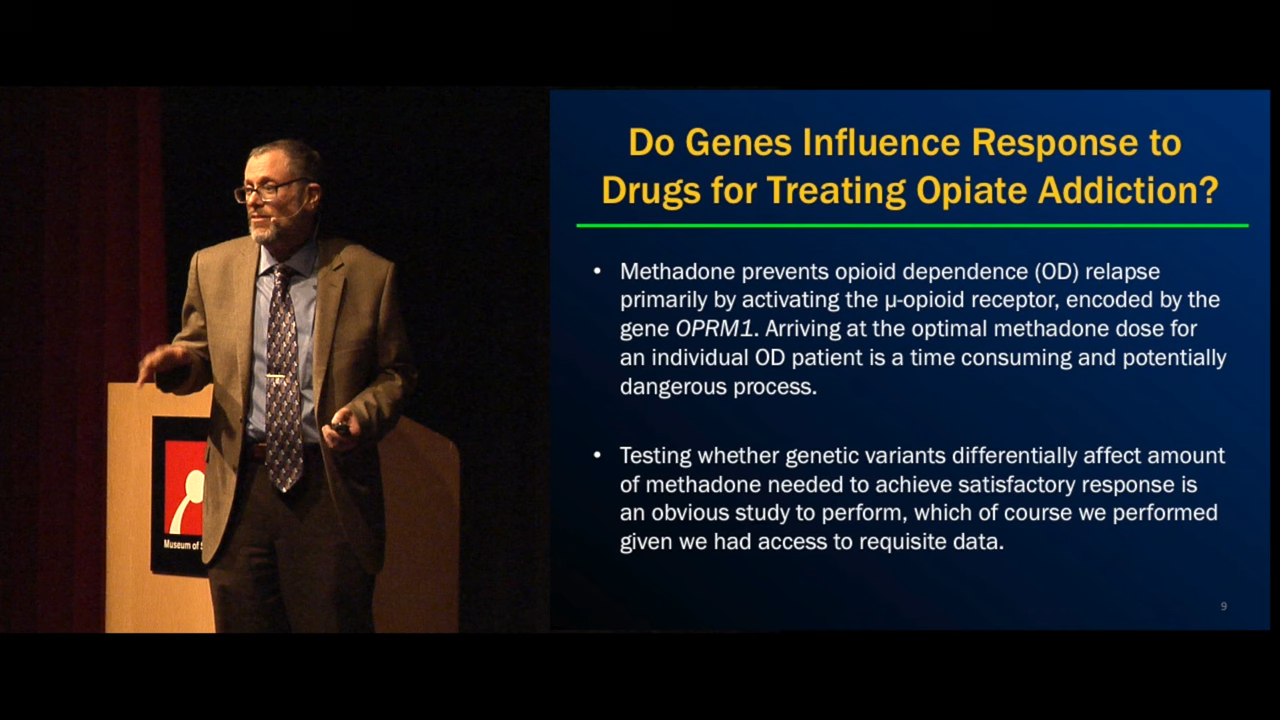 Do Genes Influence Response to
Drugs for Treating Opiate Addiction?
• Methadone prevents opioid dependence (OD) relapse
primarily by activating the μ-opioid receptor, encoded by the
gene OPRM1. Arriving at the optimal methadone dose for
an individual OD patient is a time consuming and potentially
dangerous process.
• Testing whether genetic variants differentially affect amount
of methadone needed to achieve satisfactory response is
an obvious study to perform, which of course we performed
given we had access to requisite data.
9
Museum of